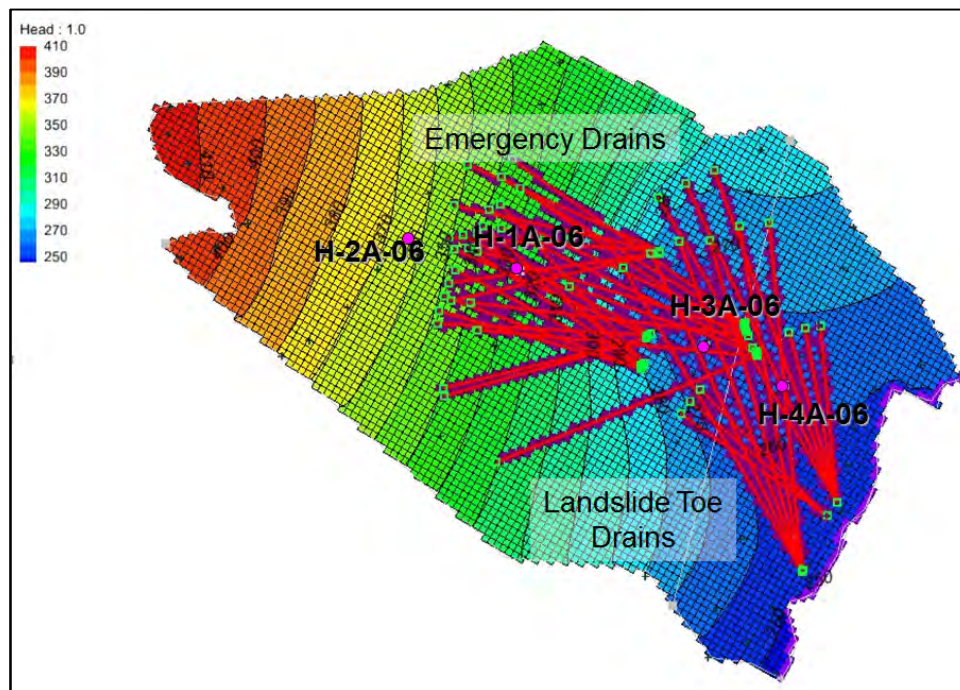 Head : 1.0
410
390
370
350
330
310
290
270
250
Emergency Drains
H-2A-06
H-1A-06
H-3A-06
H-4A-06
Landslide Toe
Drains